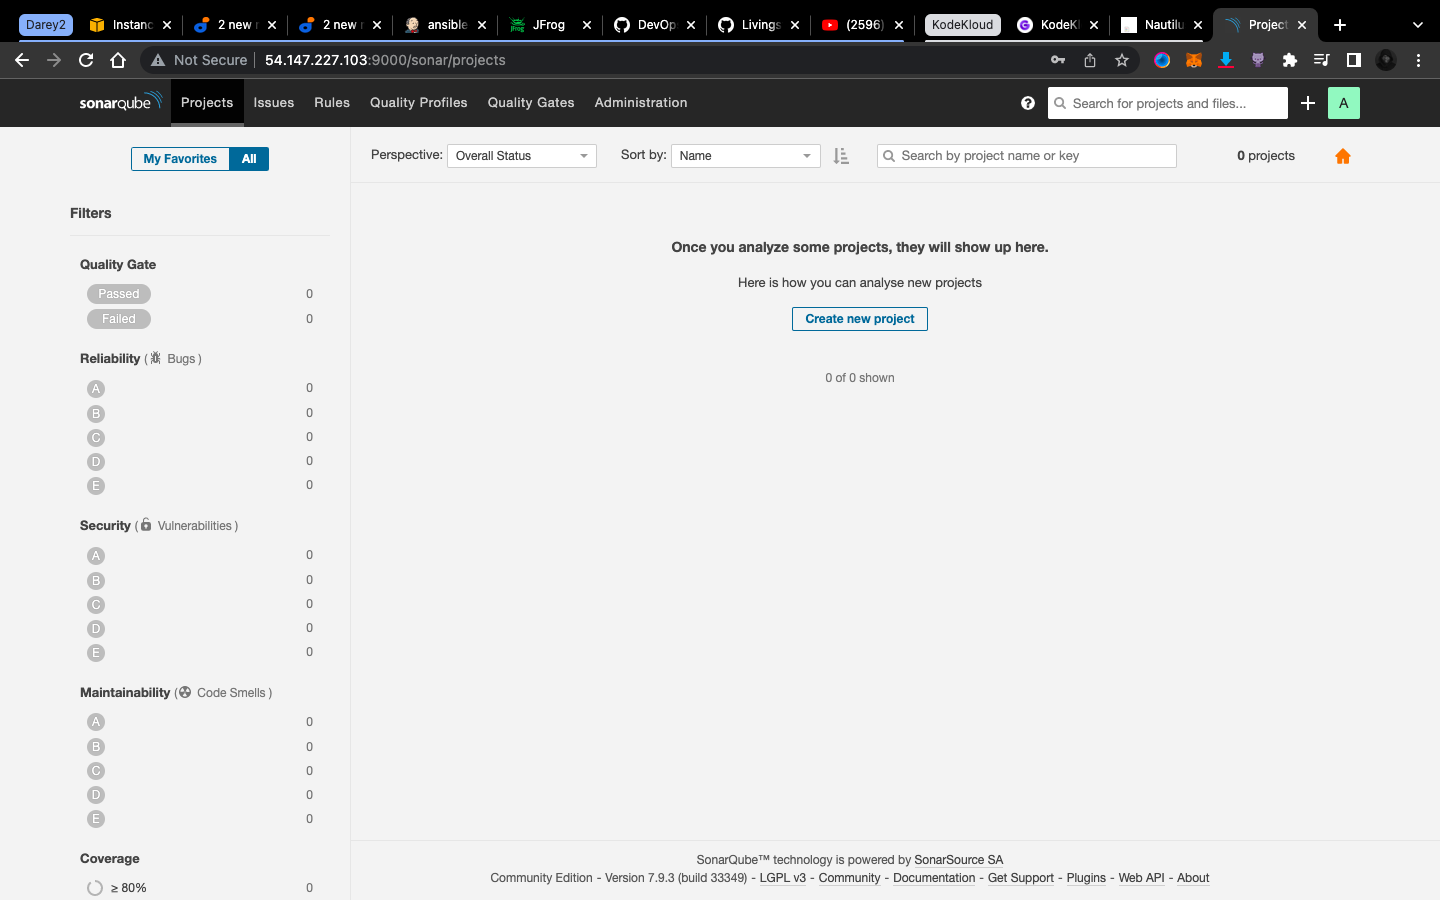 Darey2 Instanc 2 new r 2 new r ansible JFrog DevOp Livings (2596) KodeKloud KodeKl Nautilu Project
Not Secure 54.147.227.103:9000/sonar/projects
sonarqube Projects Issues Rules Quality Profiles Quality Gates Administration Search for projects and files... A
My Favorites All
Perspective: Overall Status Sort by: Name Search by project name or key 0 projects
Filters
Once you analyze some projects, they will show up here.
Here is how you can analyse new projects
Create new project
0 of 0 shown
Quality Gate
Passed 0
Failed 0
Reliability ( Bugs )
A 0
B 0
C 0
D 0
E 0
Security ( Vulnerabilities )
A 0
B 0
C 0
D 0
E 0
Maintainability ( Code Smells )
A 0
B 0
C 0
D 0
E 0
Coverage
≥ 80% 0
SonarQube™ technology is powered by SonarSource SA
Community Edition - Version 7.9.3 (build 33349) - LGPL v3 - Community - Documentation - Get Support - Plugins - Web API - About